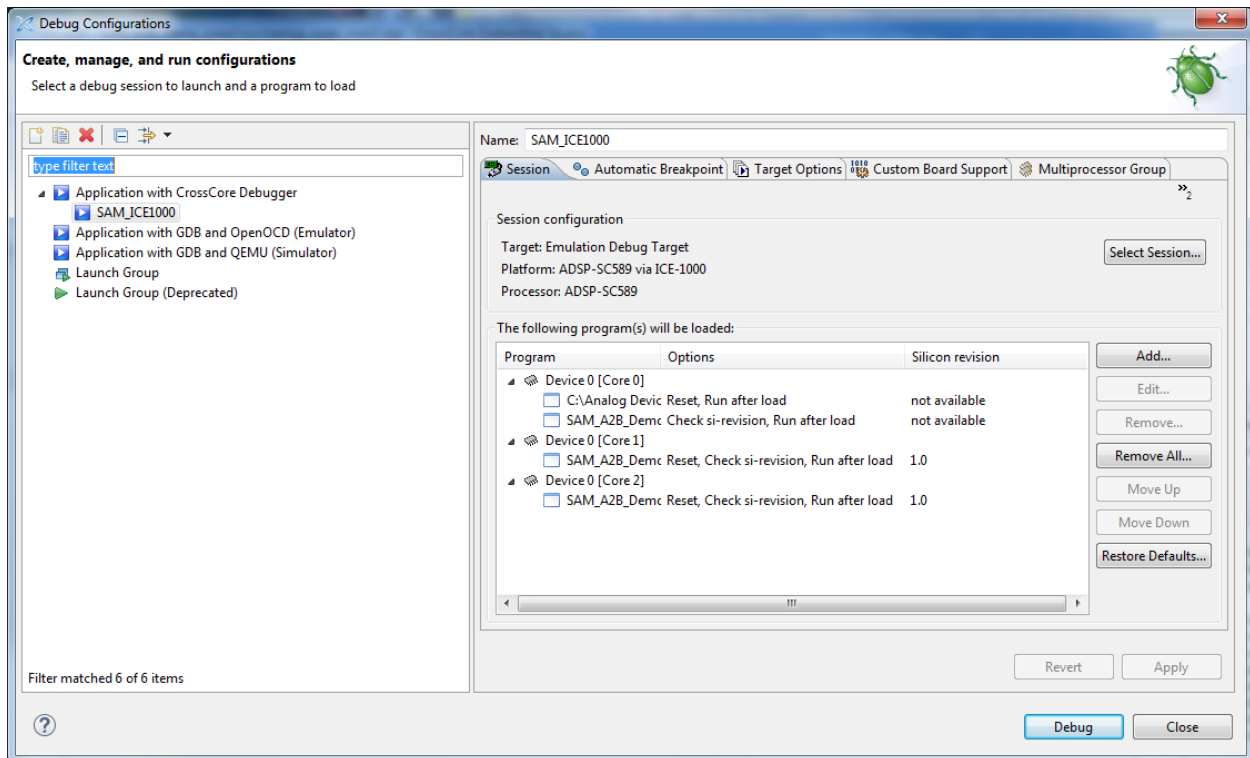 Debug Configurations
Create, manage, and run configurations
Select a debug session to launch and a program to load
type filter text
Application with CrossCore Debugger
SAM_ICE1000
Application with GDB and OpenOCD (Emulator)
Application with GDB and QEMU (Simulator)
Launch Group
Launch Group (Deprecated)
Filter matched 6 of 6 items
Name: SAM_ICE1000
Session Automatic Breakpoint Target Options Custom Board Support Multiprocessor Group
»2
Session configuration
Target: Emulation Debug Target
Platform: ADSP-SC589 via ICE-1000
Processor: ADSP-SC589
Select Session...
The following program(s) will be loaded:
Program Options Silicon revision
Device 0 [Core 0]
C:\Analog Devic Reset, Run after load not available
SAM_A2B_Demc Check si-revision, Run after load not available
Device 0 [Core 1]
SAM_A2B_Demc Reset, Check si-revision, Run after load 1.0
Device 0 [Core 2]
SAM_A2B_Demc Reset, Check si-revision, Run after load 1.0
Add...
Edit...
Remove...
Remove All...
Move Up
Move Down
Restore Defaults...
Revert Apply
Debug Close